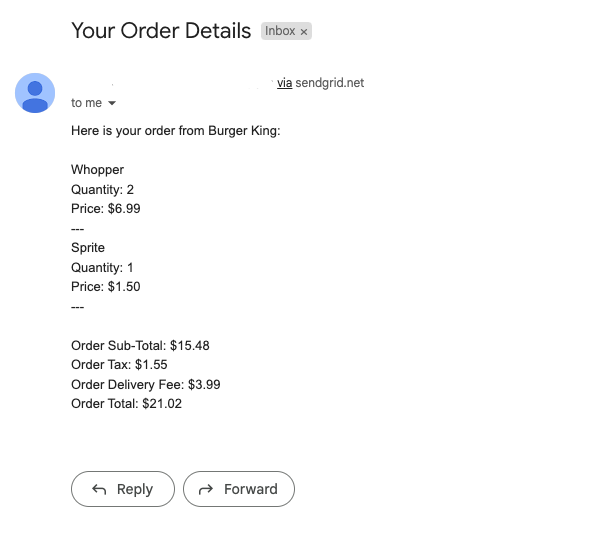 Your Order Details Inbox ×
via sendgrid.net
to me
Here is your order from Burger King:
Whopper
Quantity: 2
Price: $6.99
---
Sprite
Quantity: 1
Price: $1.50
---
Order Sub-Total: $15.48
Order Tax: $1.55
Order Delivery Fee: $3.99
Order Total: $21.02
Reply Forward